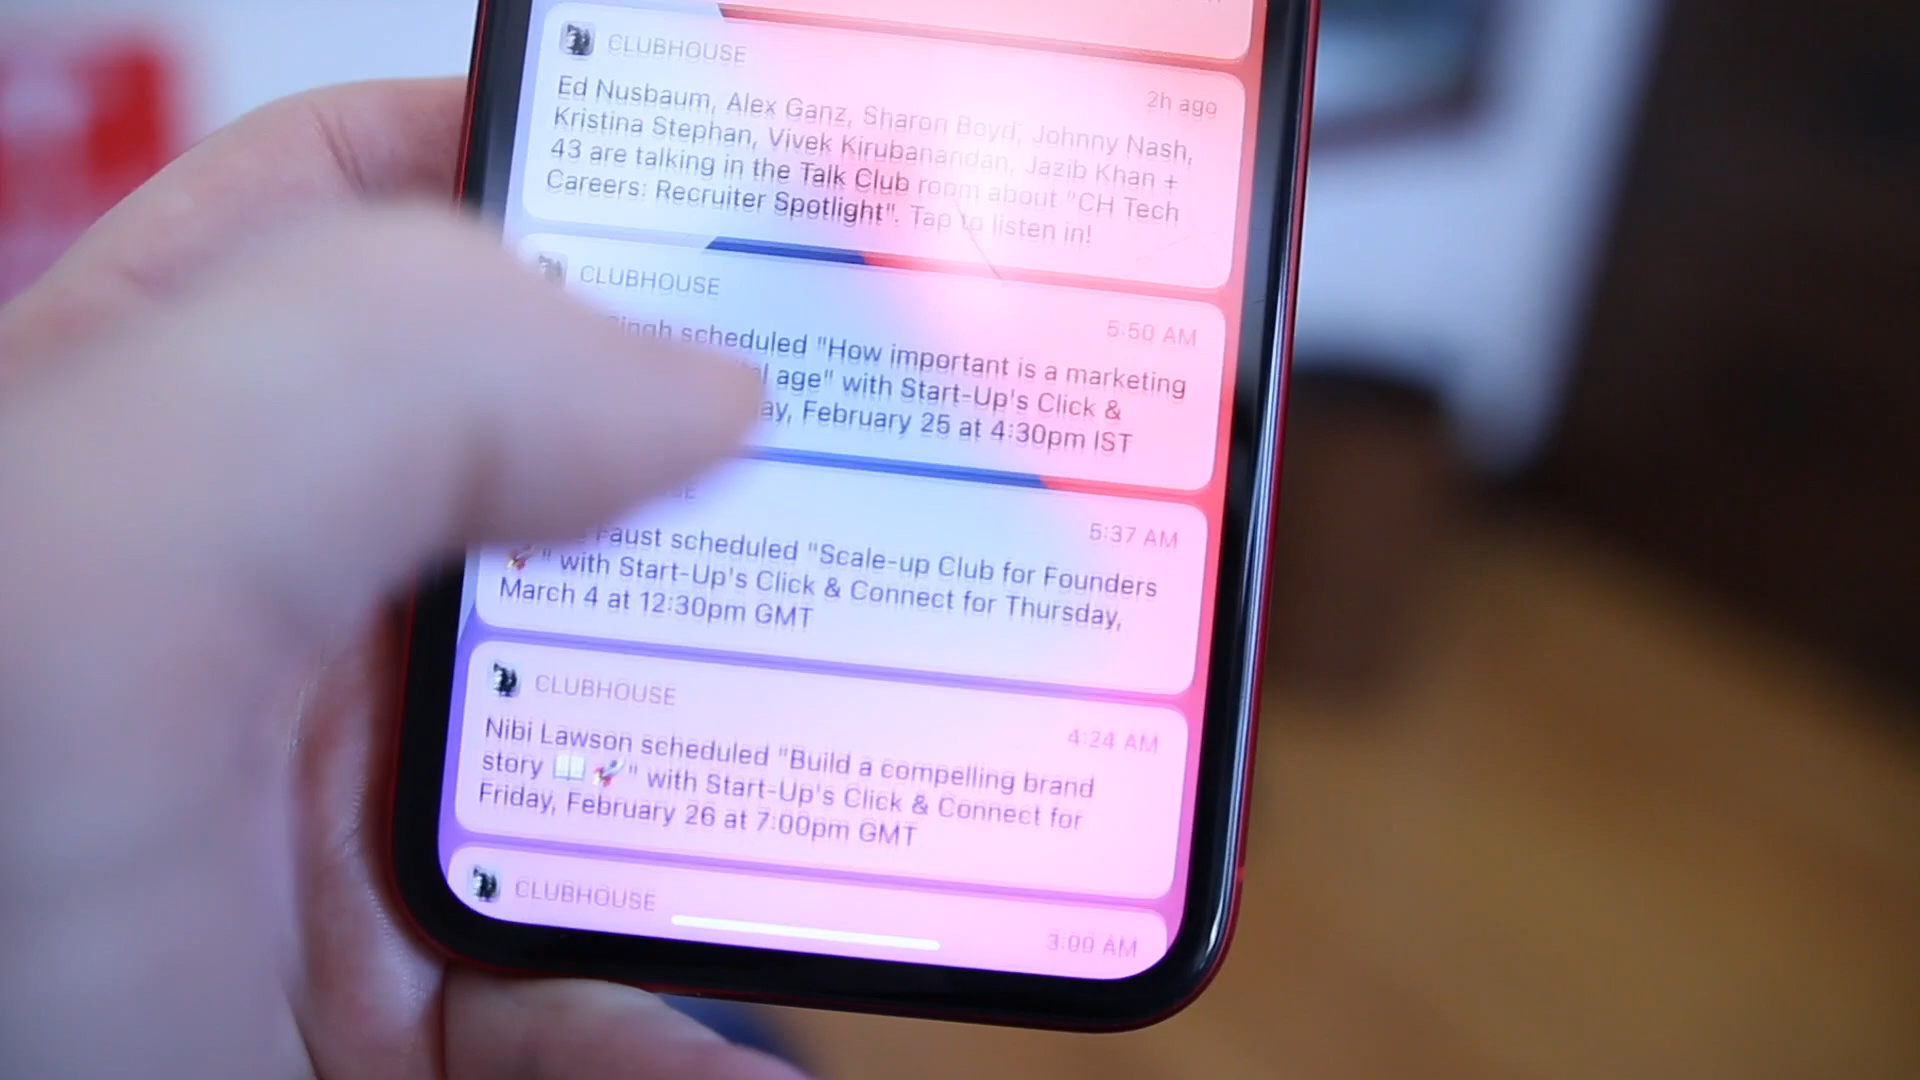 CLUBHOUSE
2h ago
Ed Nusbaum, Alex Ganz, Sharon Boyd, Johnny Nash,
Kristina Stephan, Vivek Kirubanandan, Jazib Khan +
43 are talking in the Talk Club room about "CH Tech
Careers: Recruiter Spotlight". Tap to listen in!
CLUBHOUSE
5:50 AM
scheduled "How important is a marketing
age" with Start-Up's Click &
February 25 at 4:30pm IST
5:37 AM
Faust scheduled "Scale-up Club for Founders
🚀" with Start-Up's Click & Connect for Thursday,
March 4 at 12:30pm GMT
CLUBHOUSE
4:24 AM
Nibi Lawson scheduled "Build a compelling brand
story 📖 🚀" with Start-Up's Click & Connect for
Friday, February 26 at 7:00pm GMT
CLUBHOUSE
3:00 AM